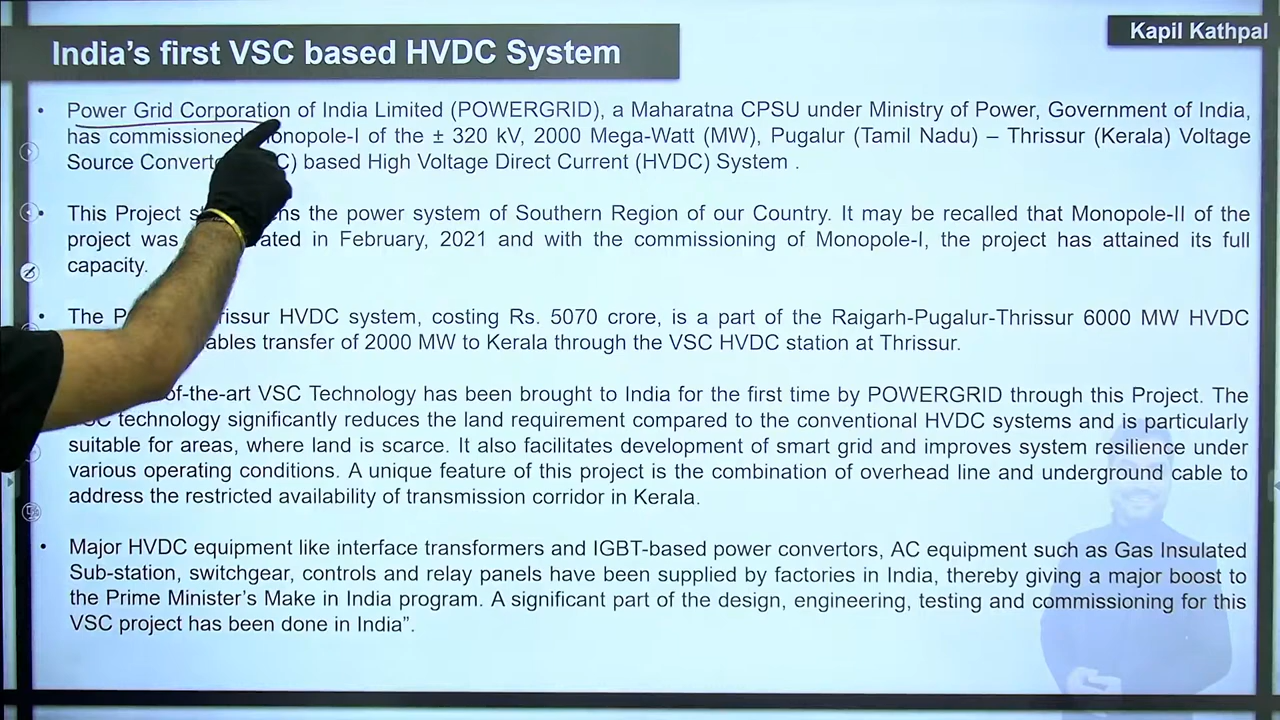 India's first VSC based HVDC System
Kapil Kathpal
• Power Grid Corporation of India Limited (POWERGRID), a Maharatna CPSU under Ministry of Power, Government of India,
has commissioned Monopole-I of the ± 320 kV, 2000 Mega-Watt (MW), Pugalur (Tamil Nadu) – Thrissur (Kerala) Voltage
Source Convert C) based High Voltage Direct Current (HVDC) System .
• This Project the power system of Southern Region of our Country. It may be recalled that Monopole-II of the
project was in February, 2021 and with the commissioning of Monopole-I, the project has attained its full
capacity.
• The HVDC system, costing Rs. 5070 crore, is a part of the Raigarh-Pugalur-Thrissur 6000 MW HVDC
transfer of 2000 MW to Kerala through the VSC HVDC station at Thrissur.
of-the-art VSC Technology has been brought to India for the first time by POWERGRID through this Project. The
technology significantly reduces the land requirement compared to the conventional HVDC systems and is particularly
suitable for areas, where land is scarce. It also facilitates development of smart grid and improves system resilience under
various operating conditions. A unique feature of this project is the combination of overhead line and underground cable to
address the restricted availability of transmission corridor in Kerala.
• Major HVDC equipment like interface transformers and IGBT-based power convertors, AC equipment such as Gas Insulated
Sub-station, switchgear, controls and relay panels have been supplied by factories in India, thereby giving a major boost to
the Prime Minister's Make in India program. A significant part of the design, engineering, testing and commissioning for this
VSC project has been done in India”.